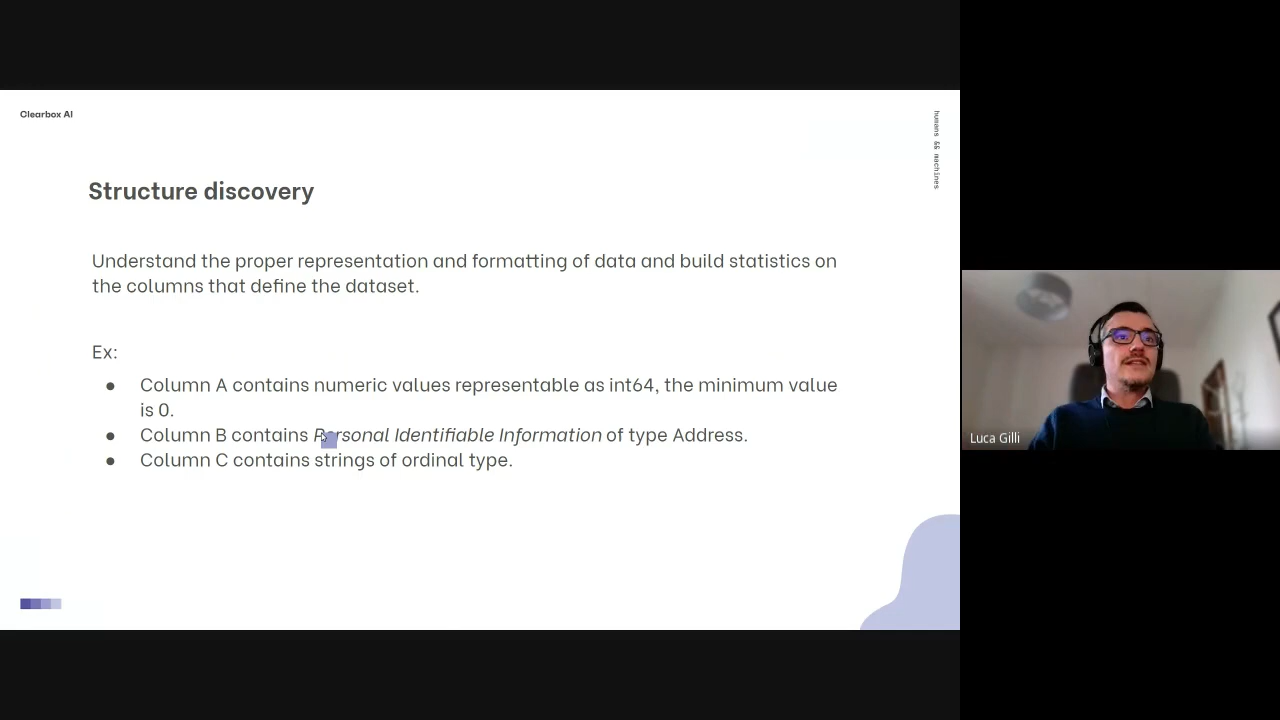 Clearbox AI
humans && machines
Structure discovery
Understand the proper representation and formatting of data and build statistics on
the columns that define the dataset.
Ex:
● Column A contains numeric values representable as int64, the minimum value
is 0.
● Column B contains Personal Identifiable Information of type Address.
● Column C contains strings of ordinal type.
Luca Gilli